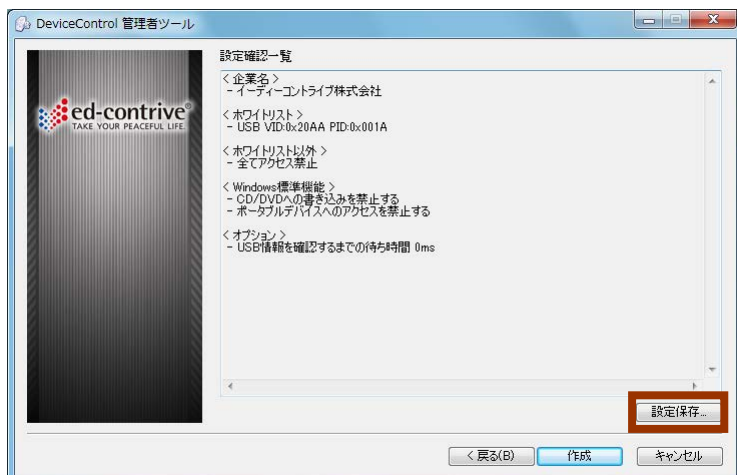 DeviceControl 管理者ツール
ed-contrive®
TAKE YOUR PEACEFUL LIFE.
設定確認一覧
<企業名>
- イーディーコントライブ株式会社
<ホワイトリスト>
- USB VID:0x20AA PID:0x001A
<ホワイトリスト以外>
- 全てアクセス禁止
<Windows標準機能>
- CD/DVDへの書き込みを禁止する
- ポータブルデバイスへのアクセスを禁止する
<オプション>
- USB情報を確認するまでの待ち時間 0ms
設定保存...
<戻る(B)
作成
キャンセル